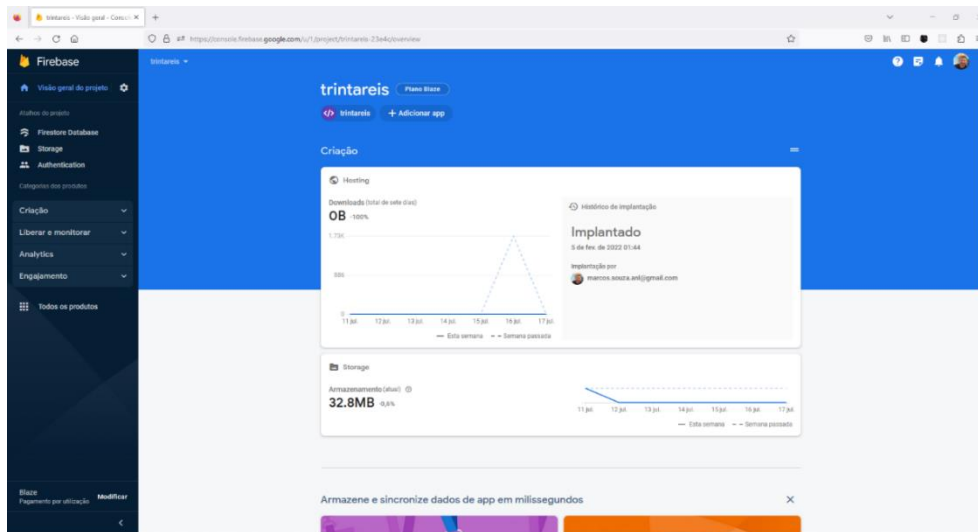 trintareis - Visão geral - Consol
https://console.firebase.google.com/u/1/project/trintareis-23e4c/overview
Firebase
trintareis
Visão geral do projeto
Atalhos do projeto
Firestore Database
Storage
Authentication
Categorias dos produtos
Criação
Liberar e monitorar
Analytics
Engajamento
Todos os produtos
Blaze
Pagamento por utilização
Modificar
trintareis
Plano Blaze
</> trintareis
+ Adicionar app
Criação
Hosting
Downloads (total de sete dias)
0B -100%
1.73K
0
11 jul. 12 jul. 13 jul. 14 jul. 15 jul. 16 jul. 17 jul.
Esta semana Semana passada
Histórico de implantação
Implantado
5 de fev. de 2022 01:44
Implantação por
marcos.souza.anl@gmail.com
Storage
Armazenamento (atual)
32.8MB -0,6%
11 jul. 12 jul. 13 jul. 14 jul. 15 jul. 16 jul. 17 jul.
Esta semana Semana passada
Armazene e sincronize dados de app em milissegundos